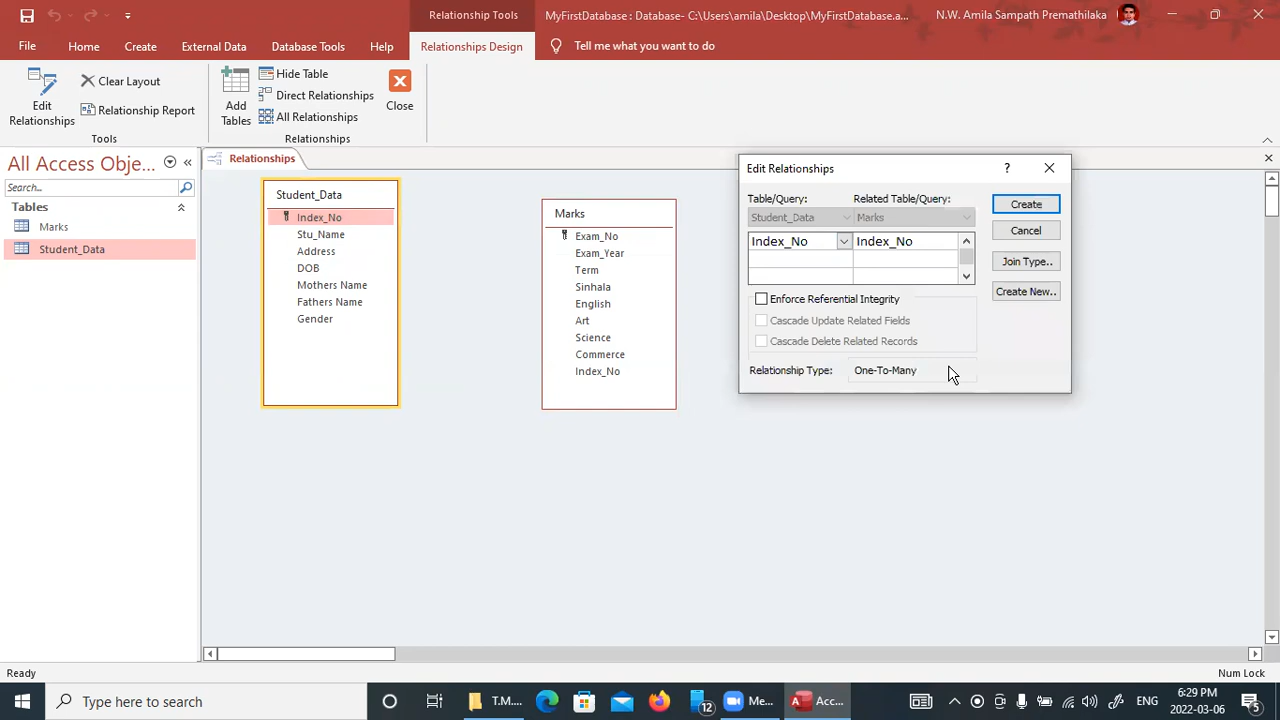 Relationship Tools
MyFirstDatabase : Database- C:\Users\amila\Desktop\MyFirstDatabase.a...
N.W. Amila Sampath Premathilaka
File
Home
Create
External Data
Database Tools
Help
Relationships Design
Tell me what you want to do
Edit
Relationships
Clear Layout
Relationship Report
Tools
Add
Tables
Hide Table
Direct Relationships
All Relationships
Relationships
Close
All Access Obje...
Search...
Tables
Marks
Student_Data
Relationships
Student_Data
Index_No
Stu_Name
Address
DOB
Mothers Name
Fathers Name
Gender
Marks
Exam_No
Exam_Year
Term
Sinhala
English
Art
Science
Commerce
Index_No
Edit Relationships
?
Table/Query:
Related Table/Query:
Student_Data
Marks
Index_No
Index_No
Create
Cancel
Join Type..
Create New..
Enforce Referential Integrity
Cascade Update Related Fields
Cascade Delete Related Records
Relationship Type:
One-To-Many
Ready
Num Lock
Type here to search
T.M....
12
Me...
Acc...
ENG
6:29 PM
2022-03-06
5